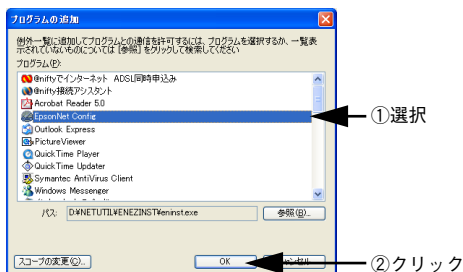 プログラムの追加
例外一覧に追加してプログラムとの通信を許可するには、プログラムを選択するか、一覧表
示されていないものについては [参照] をクリックして検索してください
プログラム(P):
@niftyでインターネット ADSL同時申込み
@nifty接続アシスタント
Acrobat Reader 5.0
EpsonNet Config
①選択
Outlook Express
PictureViewer
QuickTime Player
QuickTime Updater
Symantec AntiVirus Client
Windows Messenger
パス: D:¥NETUTIL¥ENEZINST¥eninst.exe
参照(B)...
スコープの変更(C)...
OK
②クリック